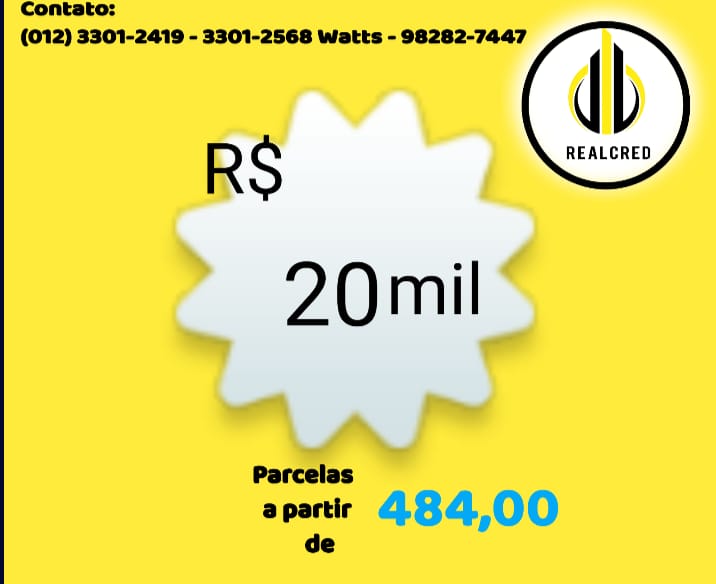 Contato:
(012) 3301-2419 - 3301-2568 Watts - 98282-7447
REALCRED
R$
20 mil
Parcelas
a partir
de
484,00